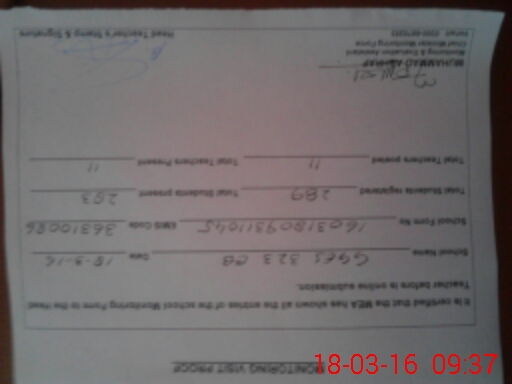 MONITORING VISIT PROOF
It is certified that the MEA has shown all the entries of the school Monitoring Form to the Head
Teacher before online submission.
School Name GGES 323 EB Date 18-3-16
School Form No 1603180931045 EMIS Code 36310086
Total Students registered 289 Total Students present 283
Total Teachers posted 11 Total Teachers Present 11
MUHAMMAD ASHRAF
Monitoring & Evaluation Assistant
Chief Minister Monitoring Force
Head Teacher's Stamp & Signature
18-03-16 09:37